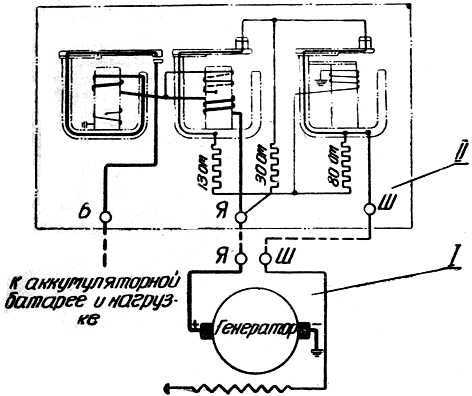 13 ОМ
30 ОМ
80 ОМ
II
Б
Я
Ш
Я
Ш
I
к аккумуляторной
батарее и нагруз-
ке
+
Генератор
-